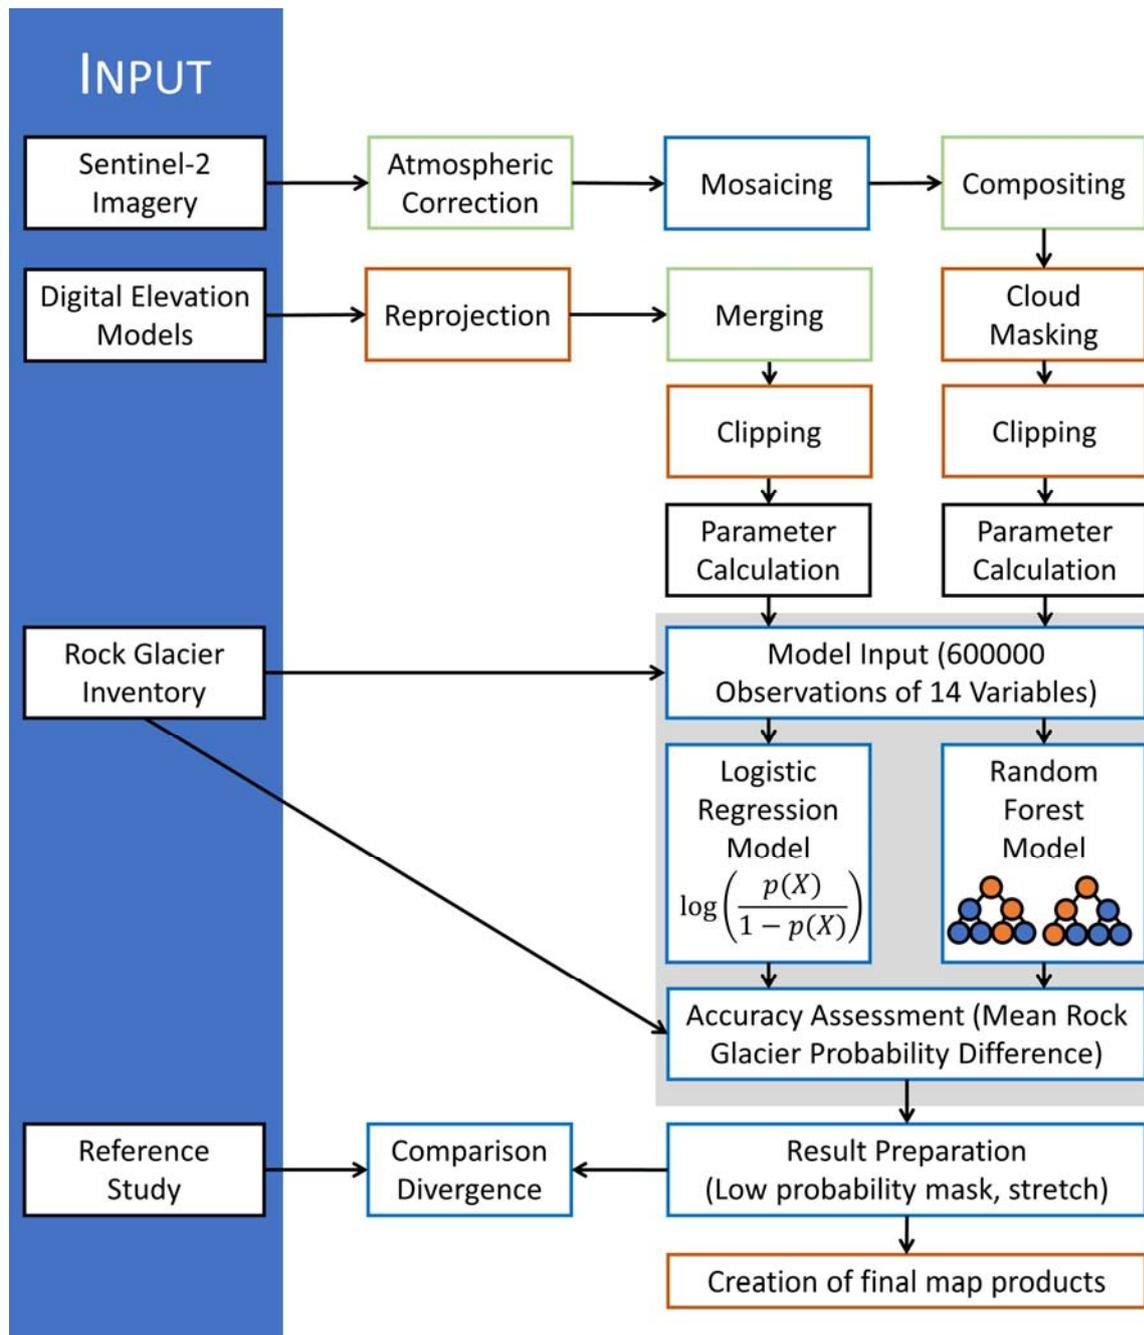 INPUT
Sentinel-2
Imagery
Atmospheric
Correction
Mosaicing
Compositing
Digital Elevation
Models
Reprojection
Merging
Cloud
Masking
Clipping
Clipping
Parameter
Calculation
Parameter
Calculation
Rock Glacier
Inventory
Model Input (600000
Observations of 14 Variables)
Logistic
Regression
Model
log(p(X)/1 − p(X))
Random
Forest
Model
Accuracy Assessment (Mean Rock
Glacier Probability Difference)
Reference
Study
Comparison
Divergence
Result Preparation
(Low probability mask, stretch)
Creation of final map products